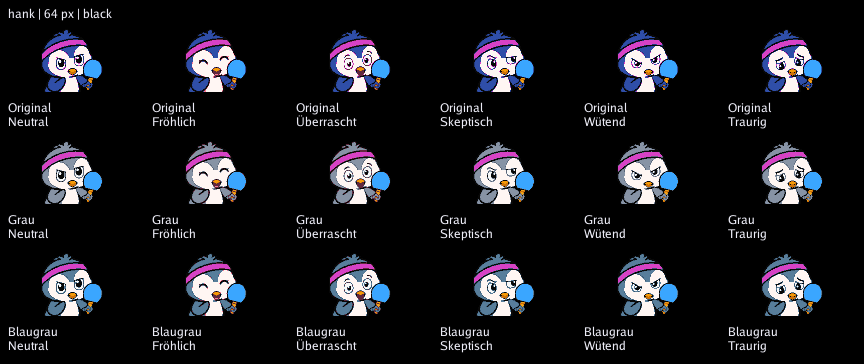 hank | 64 px | black
Original Original Original Original Original Original
Neutral Fröhlich Überrascht Skeptisch Wütend Traurig
Grau Grau Grau Grau Grau Grau
Neutral Fröhlich Überrascht Skeptisch Wütend Traurig
Blaugrau Blaugrau Blaugrau Blaugrau Blaugrau Blaugrau
Neutral Fröhlich Überrascht Skeptisch Wütend Traurig